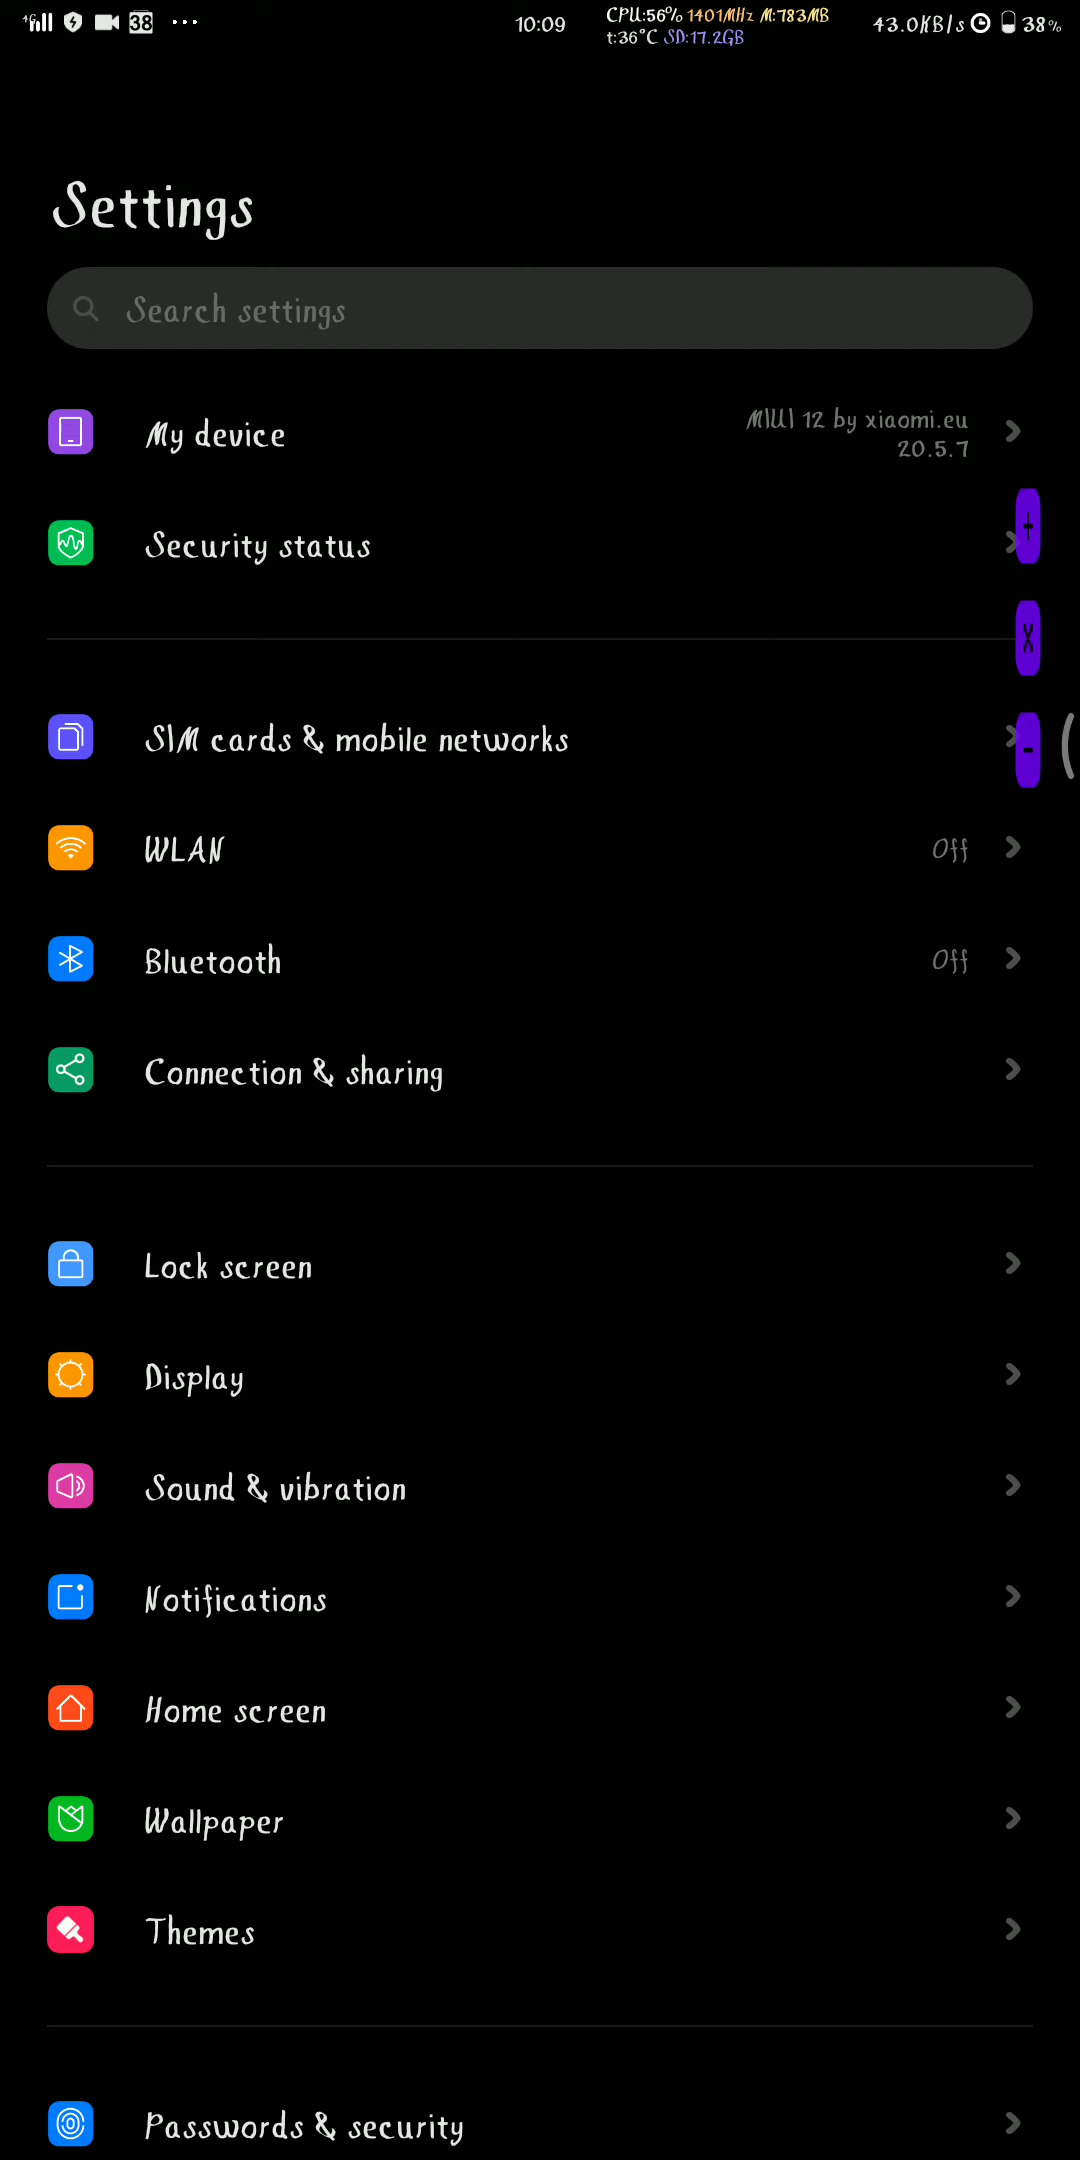 4G 38 ... 10:09 CPU:56% 1401MHz M:783MB 43.0KB/s 38%
t:36°C SD:17.2GB
Settings
Search settings
My device MIUI 12 by xiaomi.eu
20.5.7
Security status
+
X
SIM cards & mobile networks
-
WLAN Off
Bluetooth Off
Connection & sharing
Lock screen
Display
Sound & vibration
Notifications
Home screen
Wallpaper
Themes
Passwords & security